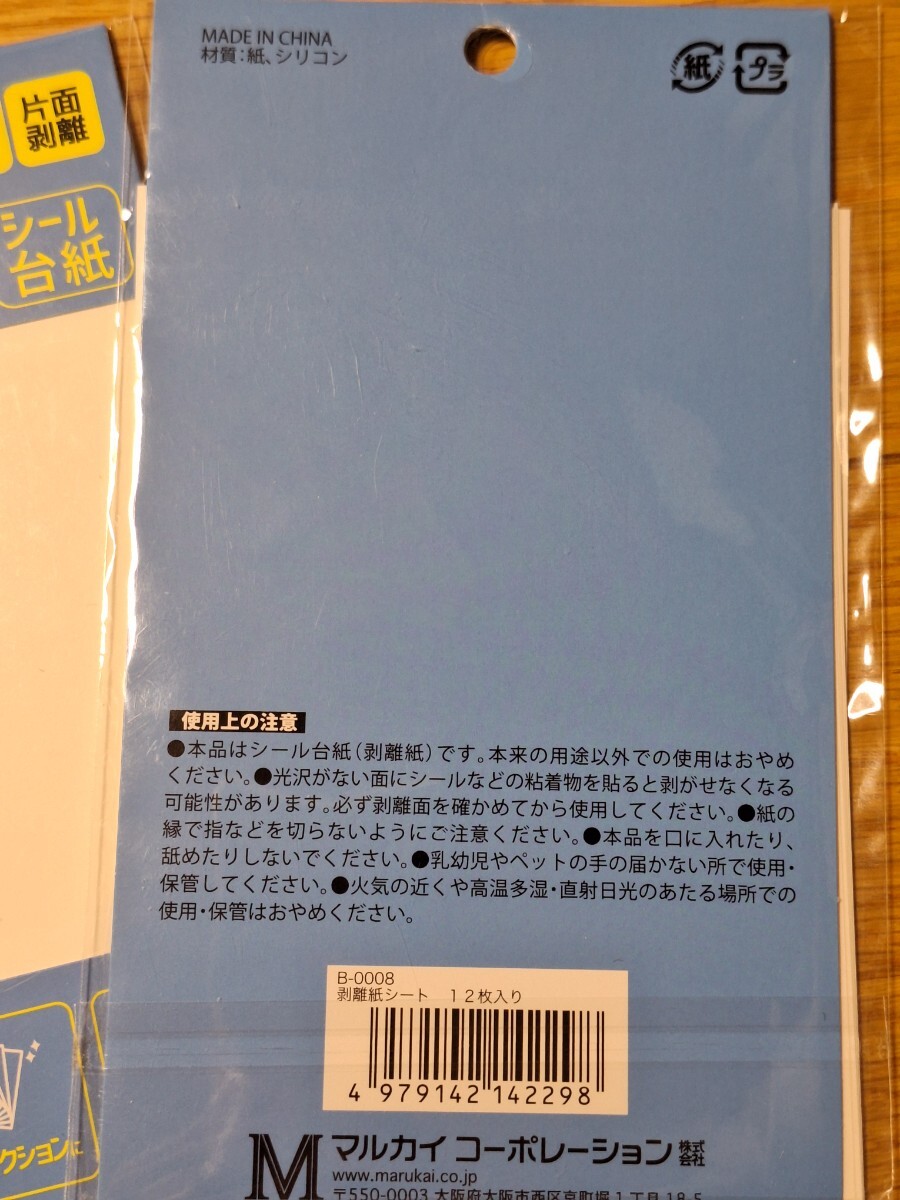 片面
剥離
シール
台紙
クションに
MADE IN CHINA
材質:紙、シリコン
紙
プラ
使用上の注意
●本品はシール台紙(剥離紙)です。本来の用途以外での使用はおやめ
ください。●光沢がない面にシールなどの粘着物を貼ると剥がせなくなる
可能性があります。必ず剥離面を確かめてから使用してください。●紙の
縁で指などを切らないようにご注意ください。●本品を口に入れたり、
舐めたりしないでください。●乳幼児やペットの手の届かない所で使用・
保管してください。●火気の近くや高温多湿・直射日光のあたる場所での
使用・保管はおやめください。
B-0008
剥離紙シート 12枚入り
4 979142 142298
M マルカイ コーポレーション 株式会社
www.marukai.co.jp
〒550-0003 大阪府大阪市西区京町堀1丁目18-5